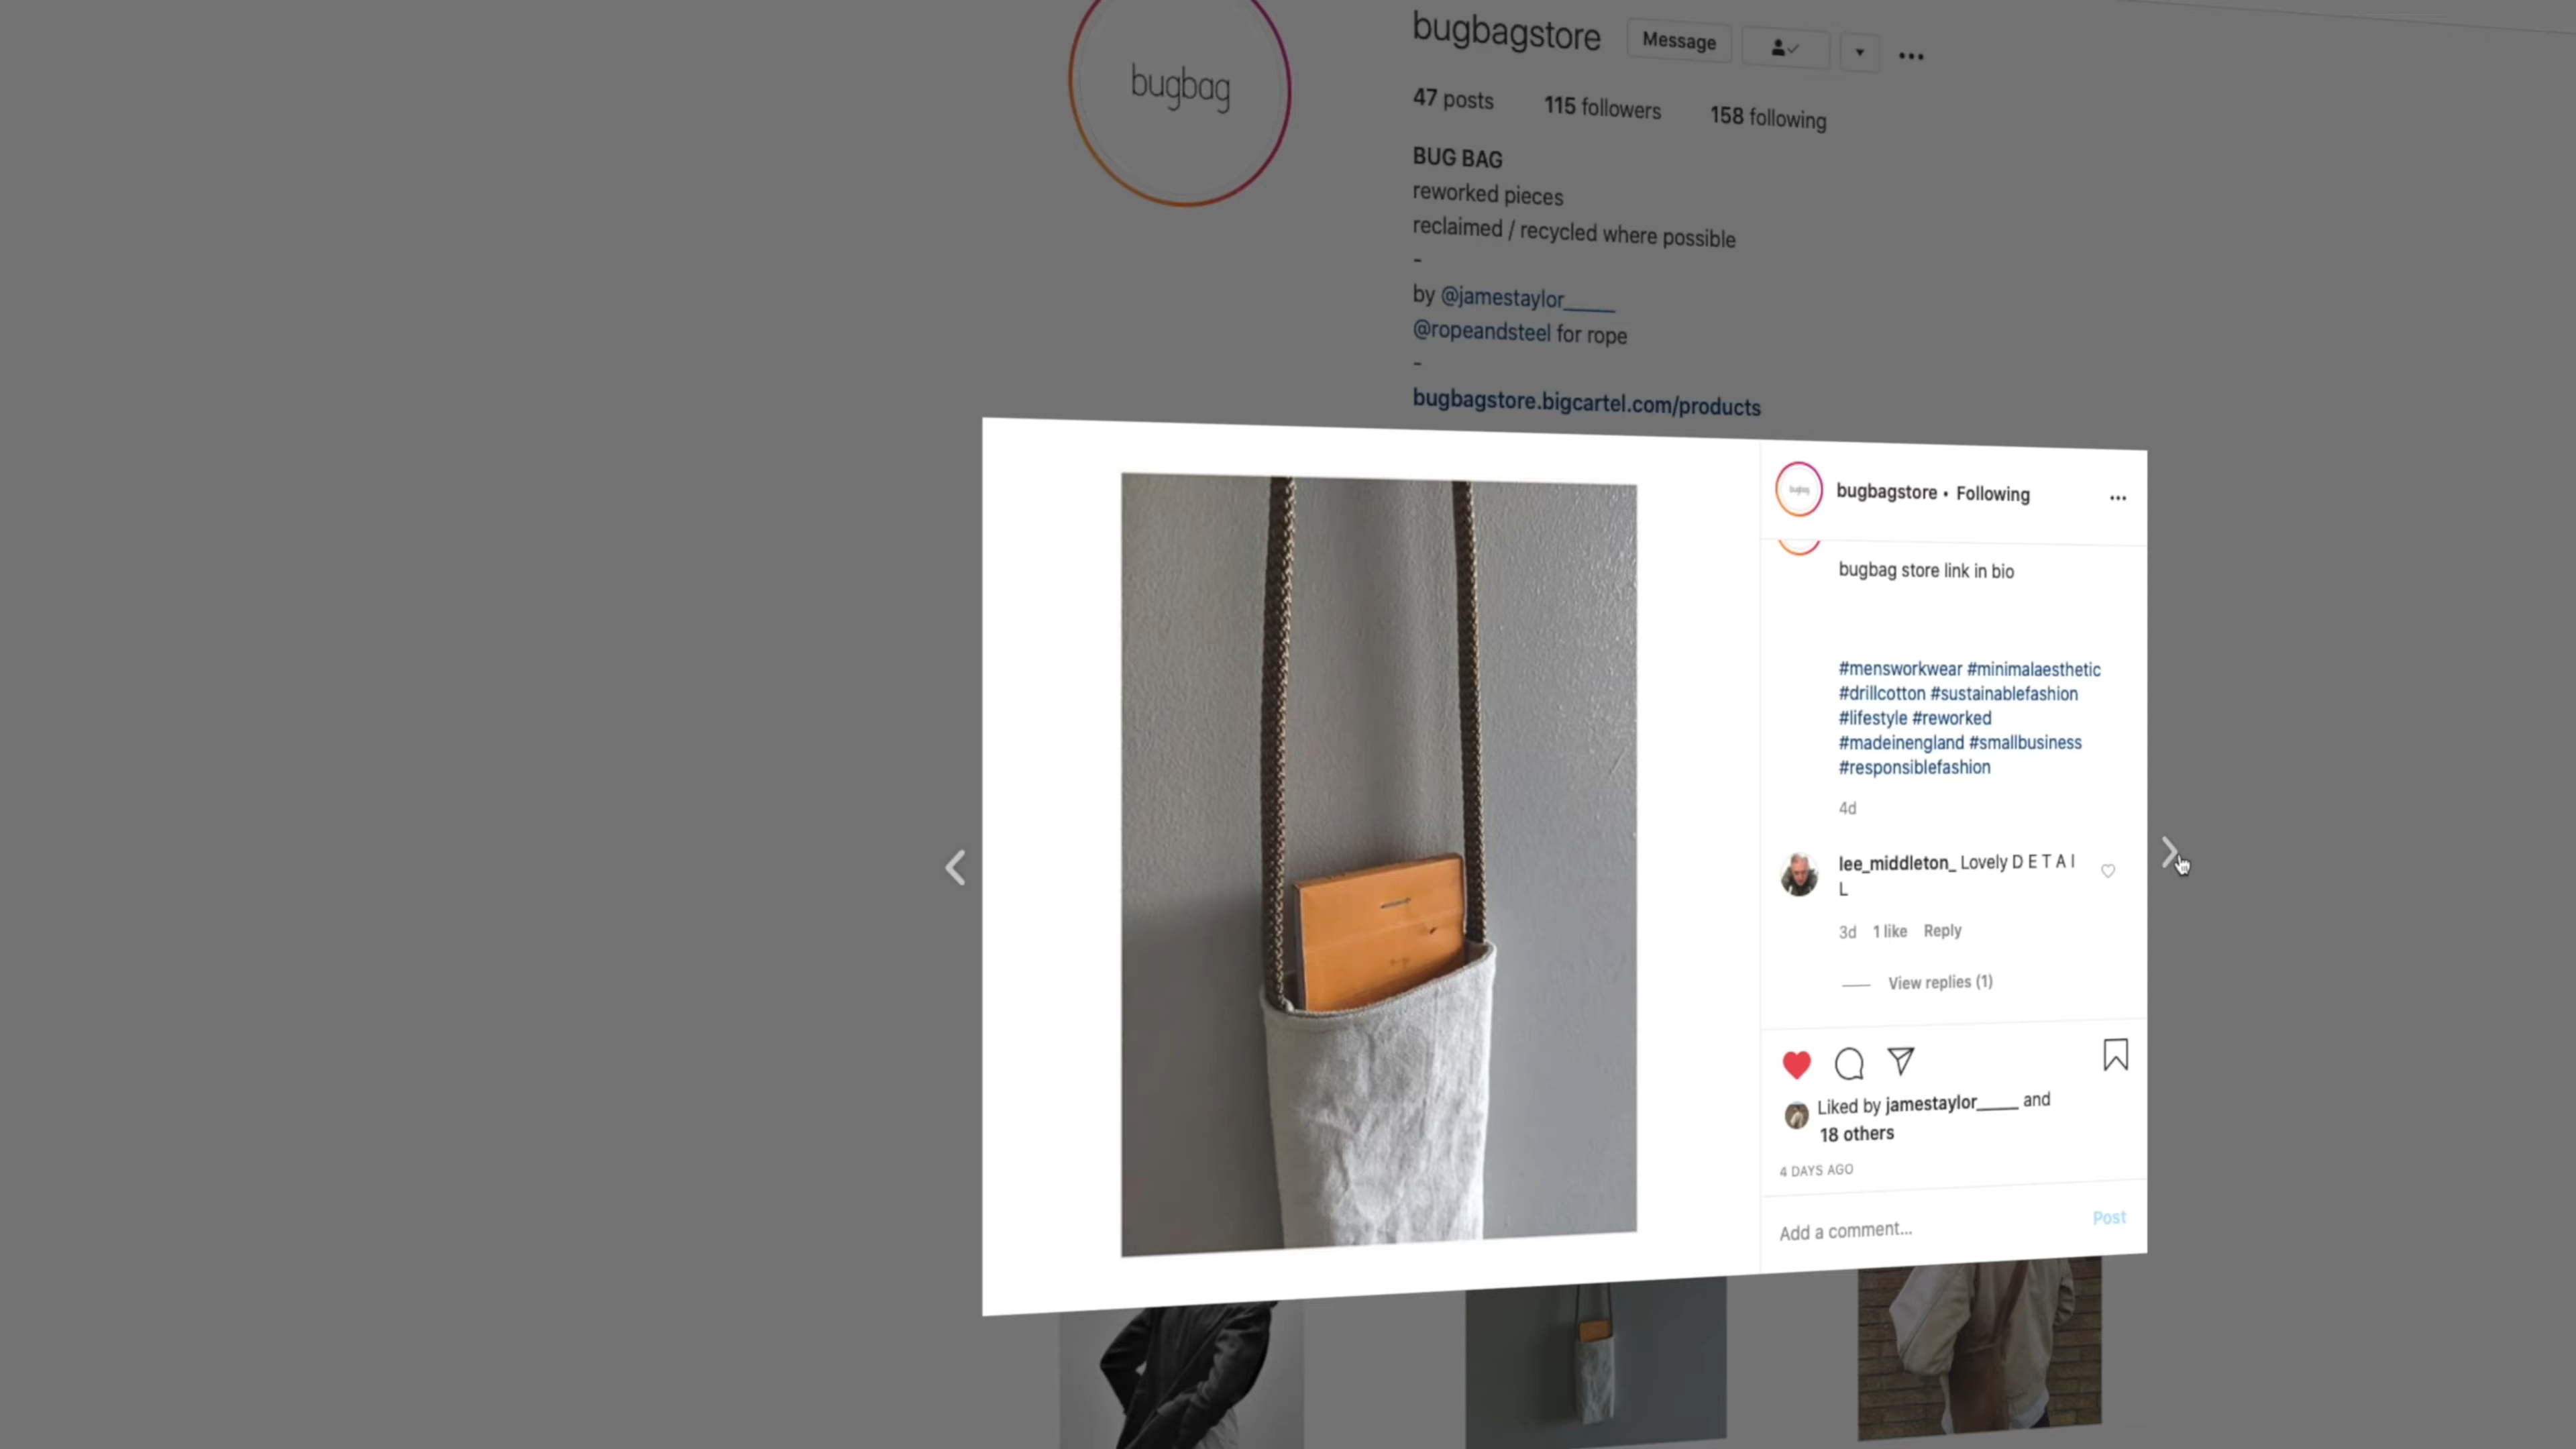 bugbag
bugbagstore Message
47 posts 115 followers 158 following
BUG BAG
reworked pieces
reclaimed / recycled where possible
-
by @jamestaylor_____
@ropeandsteel for rope
-
bugbagstore.bigcartel.com/products
bugbag
bugbagstore • Following
bugbag store link in bio
#mensworkwear #minimalaesthetic
#drillcotton #sustainablefashion
#lifestyle #reworked
#madeinengland #smallbusiness
#responsiblefashion
4d
lee_middleton_ Lovely D E T A I
L
3d 1 like Reply
View replies (1)
Liked by jamestaylor_____ and
18 others
4 DAYS AGO
Add a comment... Post